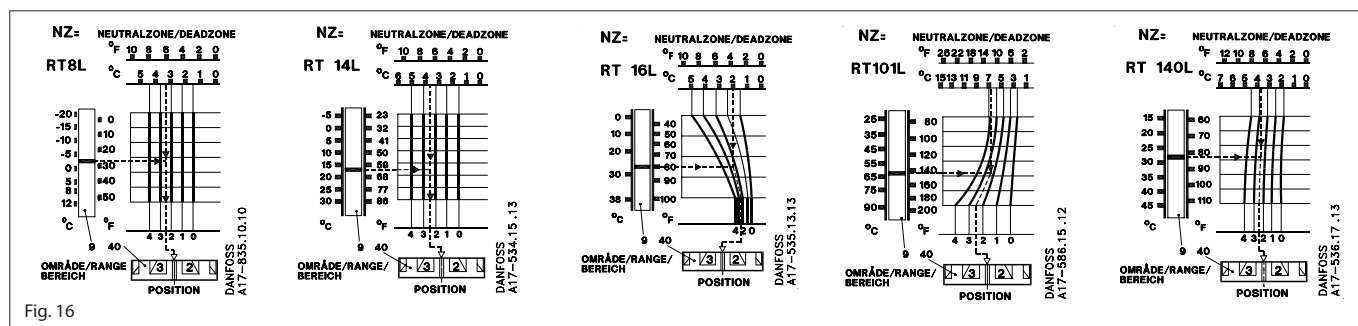 NZ= NEUTRALZONE/DEADZONE
°F 10 8 6 4 2 0
RT8L
°C 5 4 3 2 1 0
-20 0
-15 10
-10 20
-5
0 30
5 40
8 50
12
°C °F
4 3 2 1 0
9 40
3 2
OMRÅDE/RANGE
BEREICH
POSITION
DANFOSS
A17-835.10.10
NZ= NEUTRALZONE/DEADZONE
°F 10 8 6 4 2 0
RT 14L
°C 6 5 4 3 2 1 0
-5 23
0 32
5 41
10 50
15 59
20 68
25 77
30 86
°C °F
4 3 2 1 0
9 40
3 2
OMRÅDE/RANGE/
BEREICH
POSITION
DANFOSS
A17-534.15.13
NZ= NEUTRALZONE/DEADZONE
°F 10 8 6 4 2 0
RT 16L
°C 5 4 3 2 1 0
0 40
10 50
60
20 70
80
30 90
38 100
°C °F
4 2 0
9 40
3 2
OMRÅDE/RANGE/
BEREICH
POSITION
DANFOSS
A17-535.13.13
NZ= NEUTRALZONE/DEADZONE
°F 26 22 18 14 10 6 2
RT101L
°C 15 13 11 9 7 5 3 1
25 80
35 100
45 120
55 140
65 160
75 180
90 200
°C °F
4 3 2 1 0
9 40
3 2
OMRÅDE/RANGE/
BEREICH
POSITION
DANFOSS
A17-586.15.12
NZ= NEUTRALZONE/DEADZONE
°F 12 10 8 6 4 2 0
RT 140L
°C 7 6 5 4 3 2 1 0
15 60
20 70
25 80
30 90
35 100
40 110
45
°C °F
4 3 2 1 0
9 40
3 2
OMRÅDE/RANGE/
BEREICH
POSITION
DANFOSS
A17-536.17.13
Fig. 16